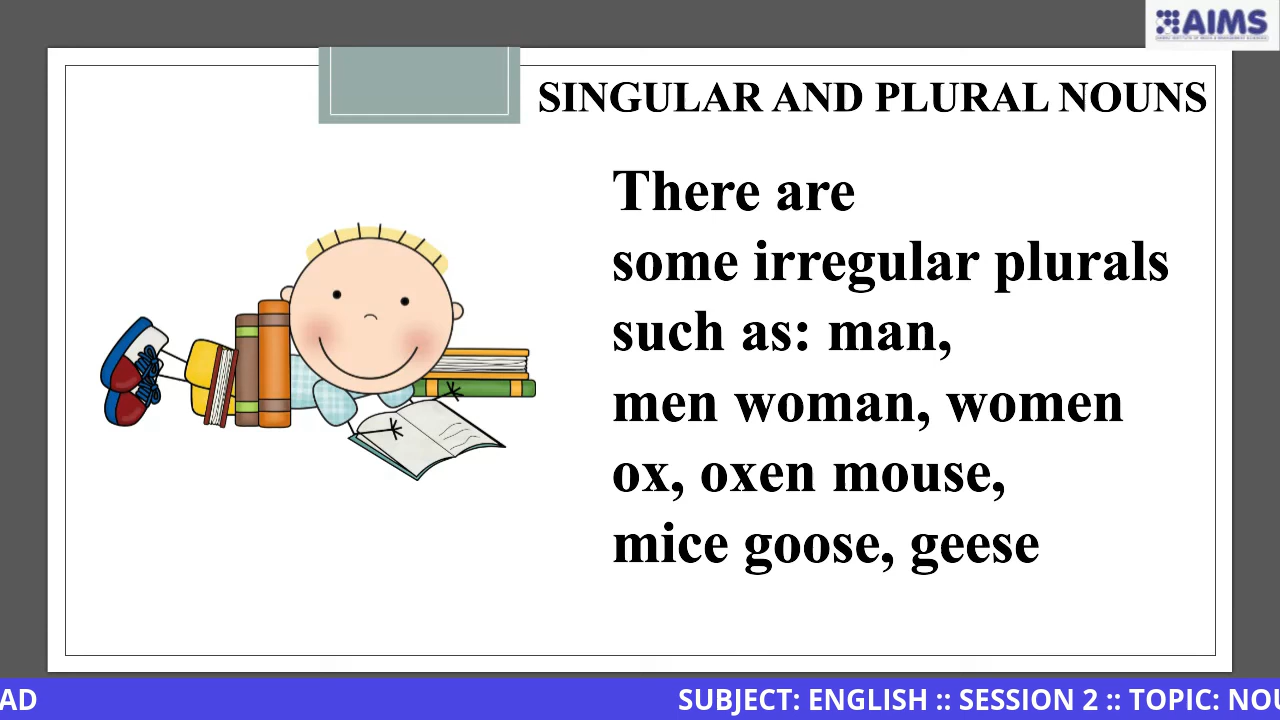 AIMS
SINGULAR AND PLURAL NOUNS
There are
some irregular plurals
such as: man,
men woman, women
ox, oxen mouse,
mice goose, geese
AD
SUBJECT: ENGLISH :: SESSION 2 :: TOPIC: NOU